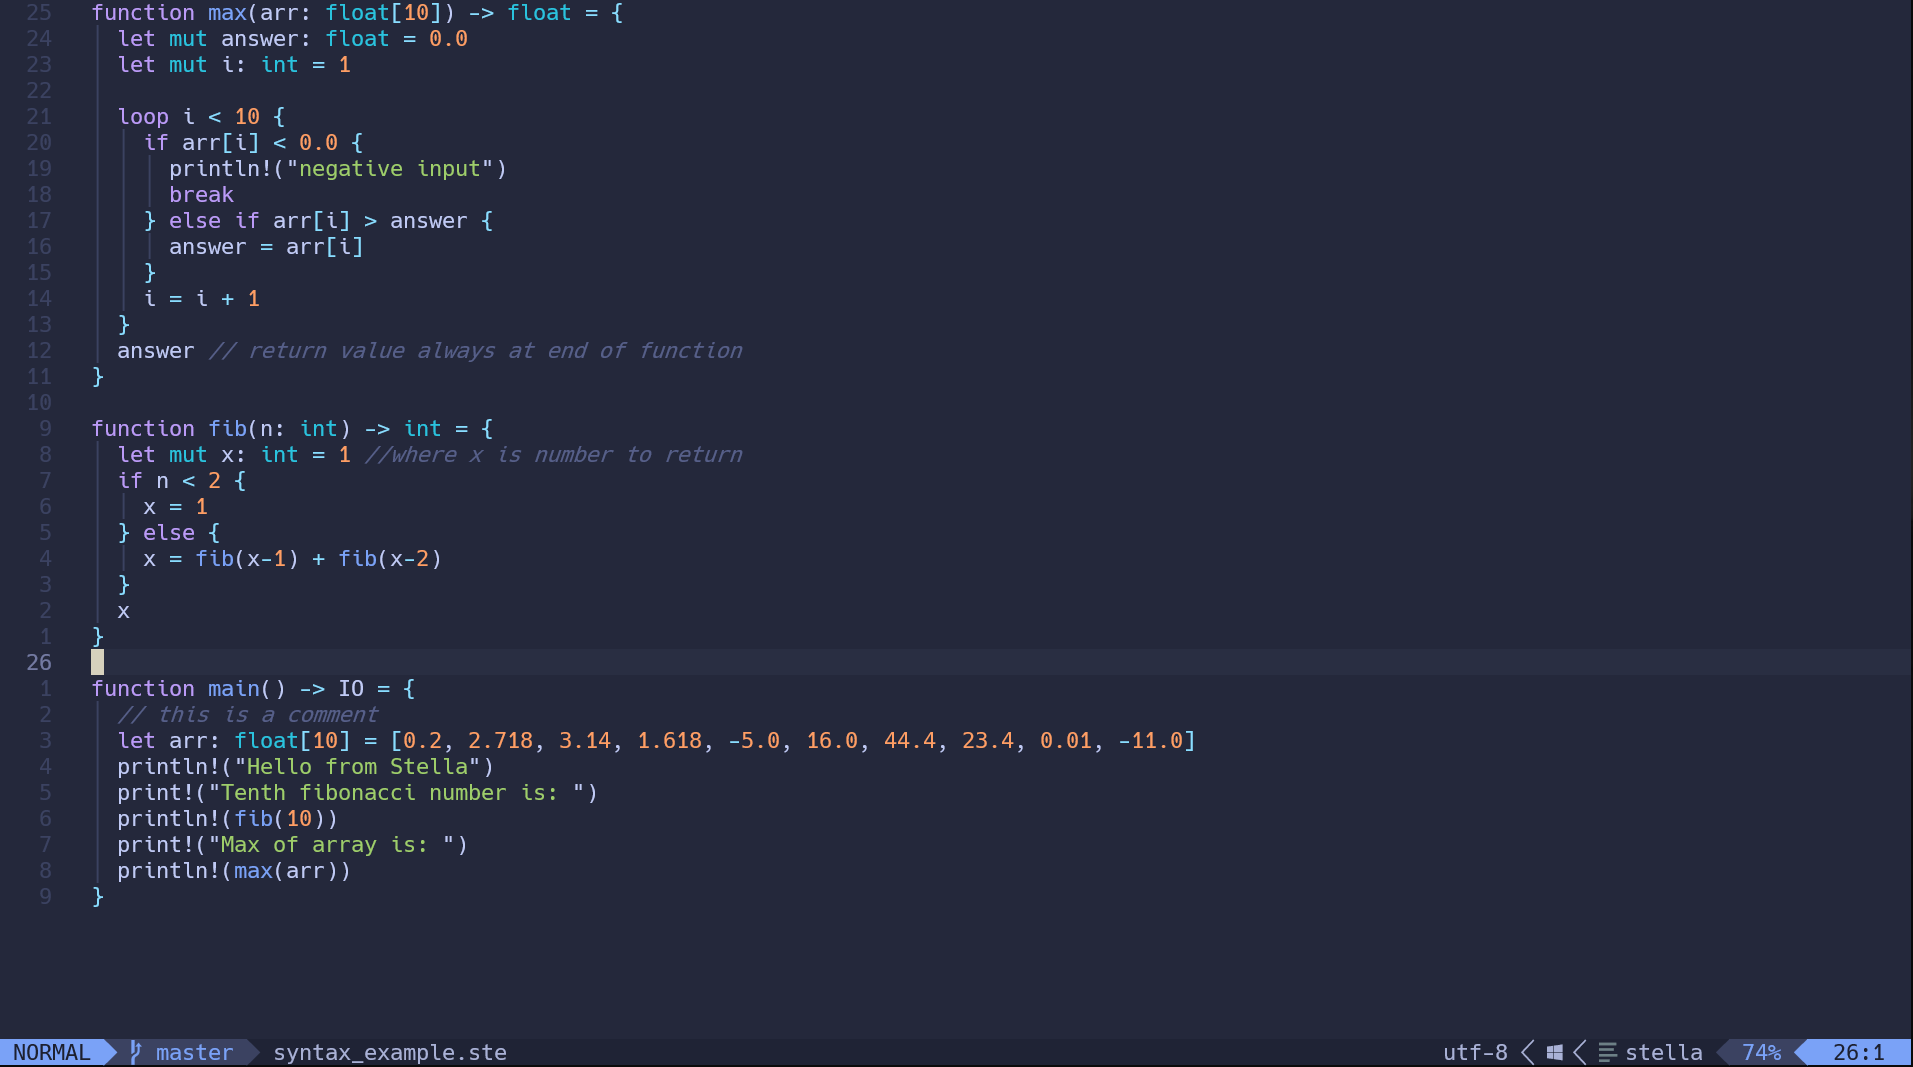 25 function max(arr: float[10]) -> float = {
24 let mut answer: float = 0.0
23 let mut i: int = 1
22
21 loop i < 10 {
20 if arr[i] < 0.0 {
19 println!("negative input")
18 break
17 } else if arr[i] > answer {
16 answer = arr[i]
15 }
14 i = i + 1
13 }
12 answer // return value always at end of function
11 }
10
9 function fib(n: int) -> int = {
8 let mut x: int = 1 //where x is number to return
7 if n < 2 {
6 x = 1
5 } else {
4 x = fib(x-1) + fib(x-2)
3 }
2 x
1 }
26
1 function main() -> IO = {
2 // this is a comment
3 let arr: float[10] = [0.2, 2.718, 3.14, 1.618, -5.0, 16.0, 44.4, 23.4, 0.01, -11.0]
4 println!("Hello from Stella")
5 print!("Tenth fibonacci number is: ")
6 println!(fib(10))
7 print!("Max of array is: ")
8 println!(max(arr))
9 }
NORMAL master syntax_example.ste utf-8 stella 74% 26:1